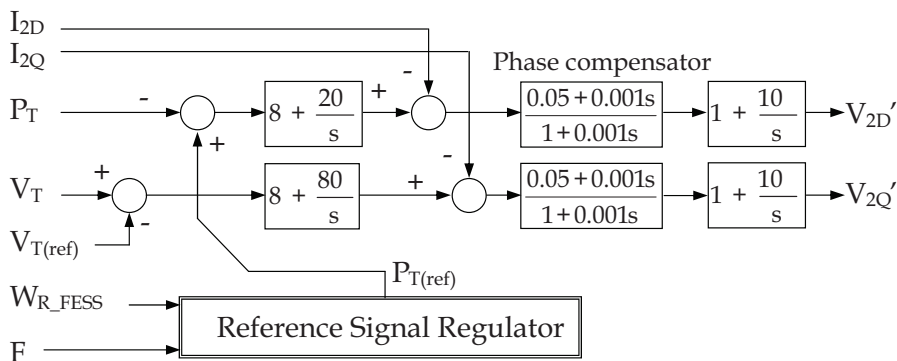 I2D
I2Q
Phase compensator
- + -
PT 8 + 20/s 0.05 + 0.001s / 1 + 0.001s 1 + 10/s V2D′
+ -
VT + 8 + 80/s + 0.05 + 0.001s / 1 + 0.001s 1 + 10/s V2Q′
-
VT(ref)
PT(ref)
WR_FESS
Reference Signal Regulator
F